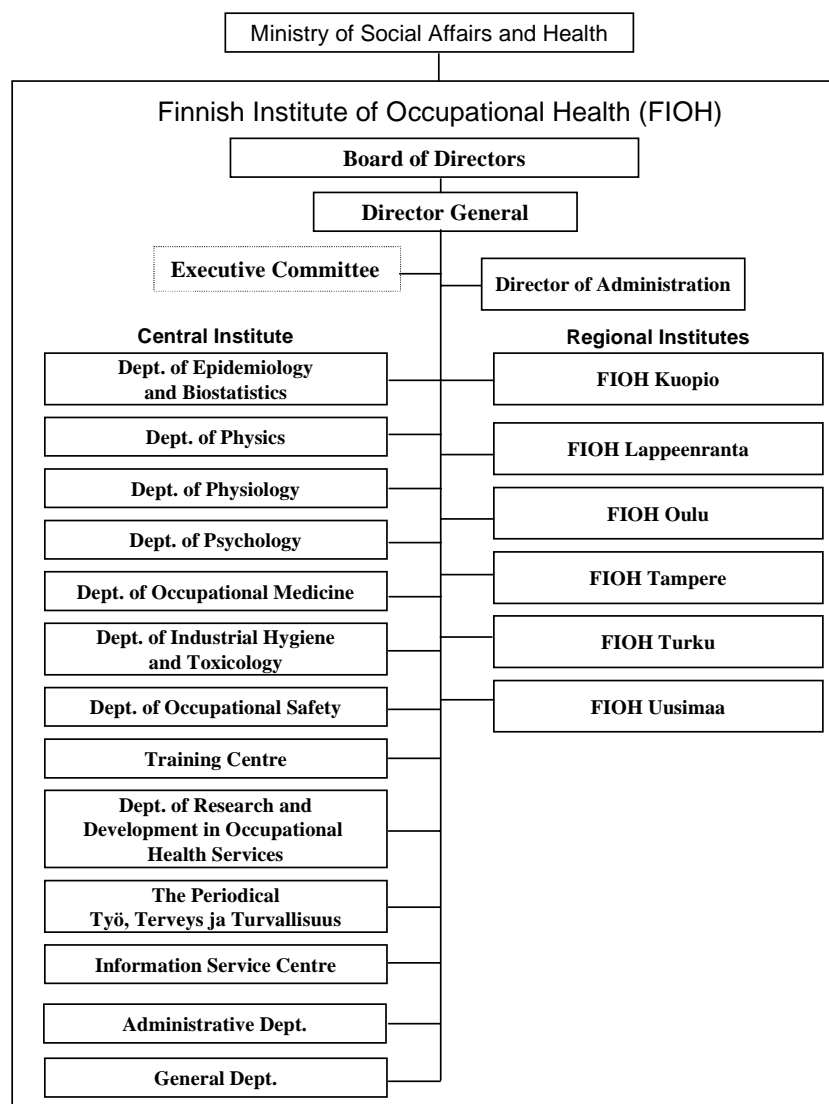 Ministry of Social Affairs and Health
Finnish Institute of Occupational Health (FIOH)
Board of Directors
Director General
Executive Committee
Director of Administration
Central Institute
Dept. of Epidemiology
and Biostatistics
Dept. of Physics
Dept. of Physiology
Dept. of Psychology
Dept. of Occupational Medicine
Dept. of Industrial Hygiene
and Toxicology
Dept. of Occupational Safety
Training Centre
Dept. of Research and
Development in Occupational
Health Services
The Periodical
Työ, Terveys ja Turvallisuus
Information Service Centre
Administrative Dept.
General Dept.
Regional Institutes
FIOH Kuopio
FIOH Lappeenranta
FIOH Oulu
FIOH Tampere
FIOH Turku
FIOH Uusimaa